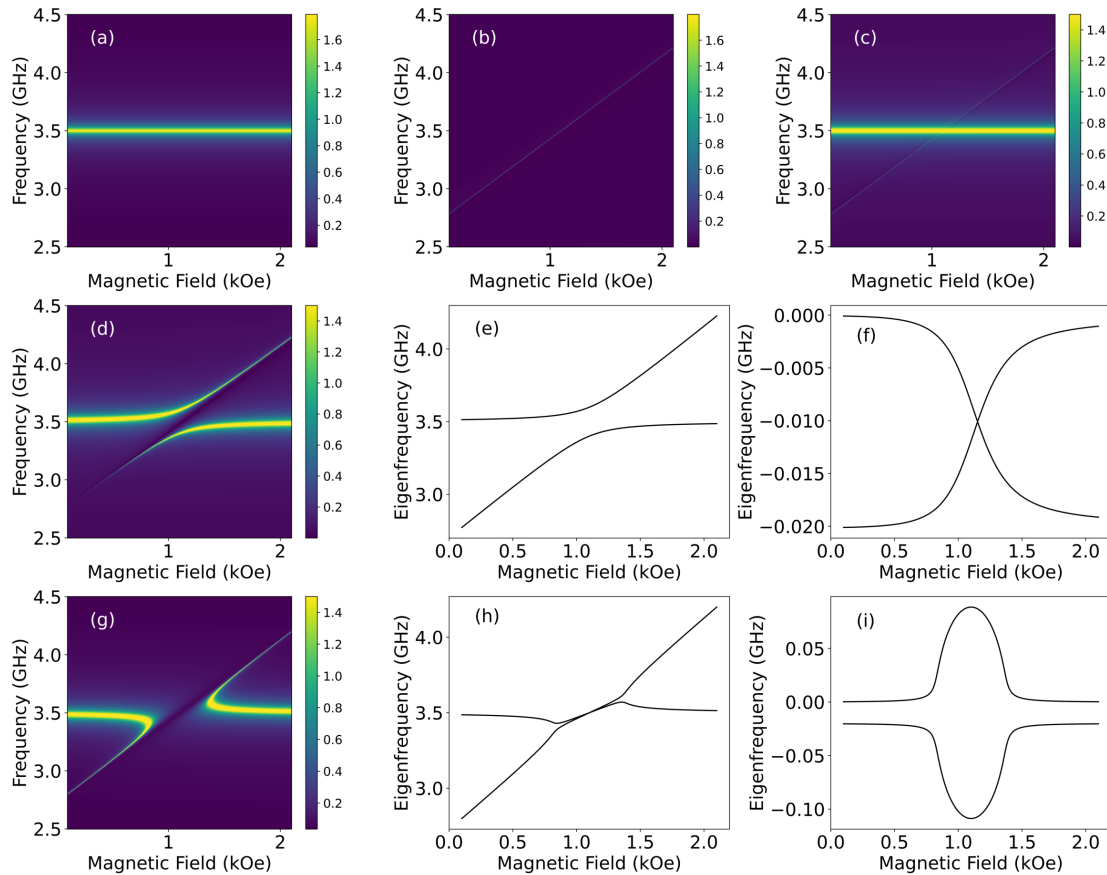 4.5
4.0
3.5
3.0
2.5
Frequency (GHz)
(a)
1
2
Magnetic Field (kOe)
1.8
1.6
1.4
1.2
1.0
0.8
0.6
0.4
0.2
4.5
4.0
3.5
3.0
2.5
Frequency (GHz)
(b)
1
2
Magnetic Field (kOe)
1.6
1.4
1.2
1.0
0.8
0.6
0.4
0.2
4.5
4.0
3.5
3.0
2.5
Frequency (GHz)
(c)
1
2
Magnetic Field (kOe)
1.4
1.2
1.0
0.8
0.6
0.4
0.2
4.5
4.0
3.5
3.0
2.5
Frequency (GHz)
(d)
1
2
Magnetic Field (kOe)
1.4
1.2
1.0
0.8
0.6
0.4
0.2
4.0
3.5
3.0
Eigenfrequency (GHz)
(e)
0.0 0.5 1.0 1.5 2.0
Magnetic Field (kOe)
0.000
−0.005
−0.010
−0.015
−0.020
Eigenfrequency (GHz)
(f)
0.0 0.5 1.0 1.5 2.0
Magnetic Field (kOe)
4.5
4.0
3.5
3.0
2.5
Frequency (GHz)
(g)
1
2
Magnetic Field (kOe)
1.4
1.2
1.0
0.8
0.6
0.4
0.2
4.0
3.5
3.0
Eigenfrequency (GHz)
(h)
0.0 0.5 1.0 1.5 2.0
Magnetic Field (kOe)
0.05
0.00
−0.05
−0.10
Eigenfrequency (GHz)
(i)
0.0 0.5 1.0 1.5 2.0
Magnetic Field (kOe)